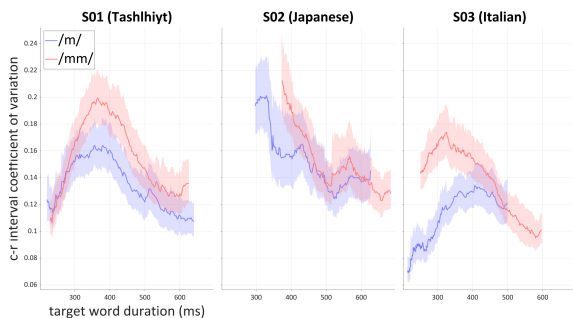 S01 (Tashlhiyt) S02 (Japanese) S03 (Italian)
/m/
/mm/
c-r interval coefficient of variation
0.24
0.22
0.2
0.18
0.16
0.14
0.12
0.1
0.08
0.06
200 300 400 500 600 300 400 500 600 300 400 500 600
target word duration (ms)